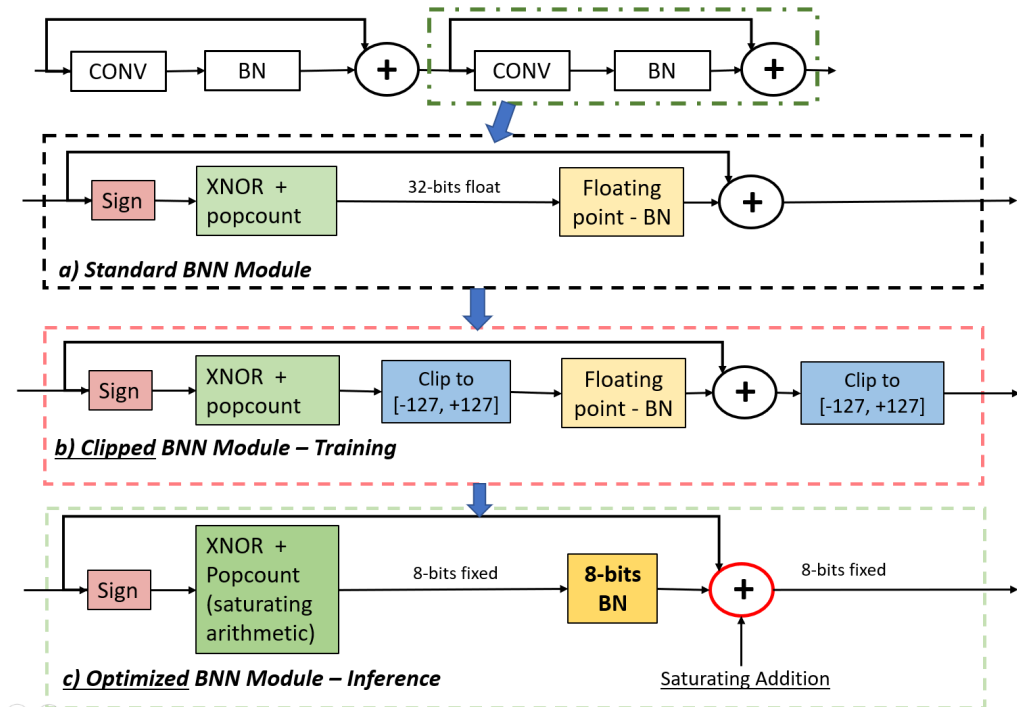 CONV
BN
+
CONV
BN
+
Sign
XNOR +
popcount
32-bits float
Floating
point - BN
+
a) Standard BNN Module
Sign
XNOR +
popcount
Clip to
[-127, +127]
Floating
point - BN
+
Clip to
[-127, +127]
b) Clipped BNN Module – Training
Sign
XNOR +
Popcount
(saturating
arithmetic)
8-bits fixed
8-bits
BN
+
8-bits fixed
c) Optimized BNN Module – Inference
Saturating Addition